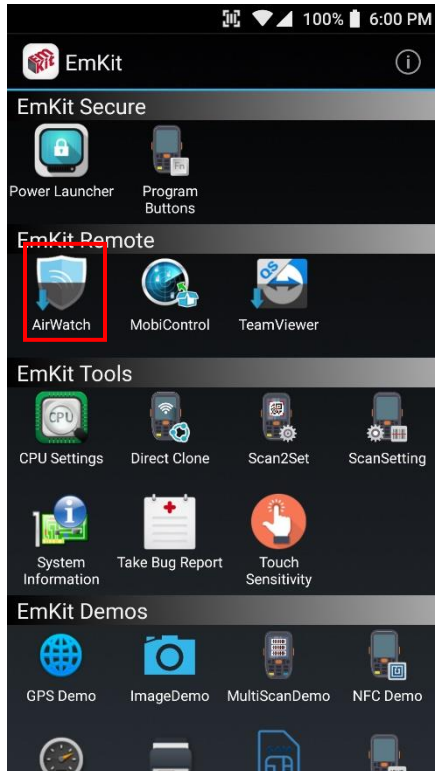 100% 6:00 PM
EmKit
EmKit Secure
Power Launcher
Program Buttons
EmKit Remote
AirWatch MobiControl TeamViewer
EmKit Tools
CPU
CPU Settings Direct Clone Scan2Set ScanSetting
System Information
Take Bug Report
Touch Sensitivity
EmKit Demos
GPS Demo ImageDemo MultiScanDemo NFC Demo